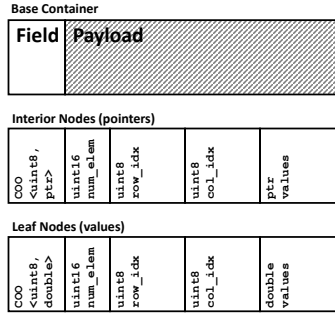 Base Container
Field Payload
Interior Nodes (pointers)
COO
<uint8,
ptr>
uint16
num_elem
uint8
row_idx
uint8
col_idx
ptr
values
Leaf Nodes (values)
COO
<uint8,
double>
uint16
num_elem
uint8
row_idx
uint8
col_idx
double
values